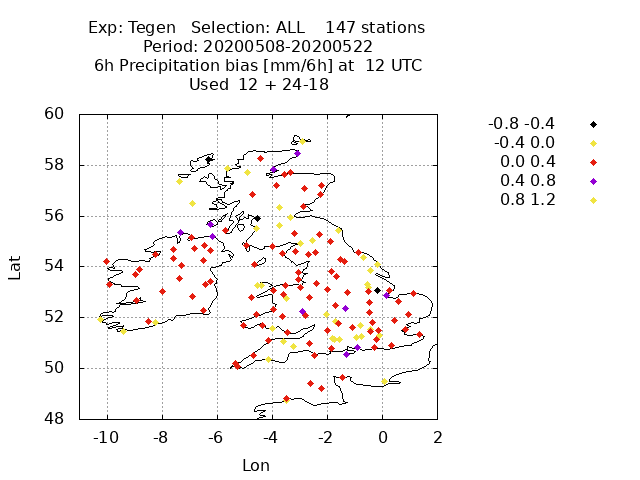 Exp: Tegen   Selection: ALL    147 stations
Period: 20200508-20200522
6h Precipitation bias [mm/6h] at  12 UTC
Used  12 + 24-18
-0.8 -0.4
-0.4 0.0
0.0 0.4
0.4 0.8
0.8 1.2
Lat
60
58
56
54
52
50
48
-10 -8 -6 -4 -2 0 2
Lon